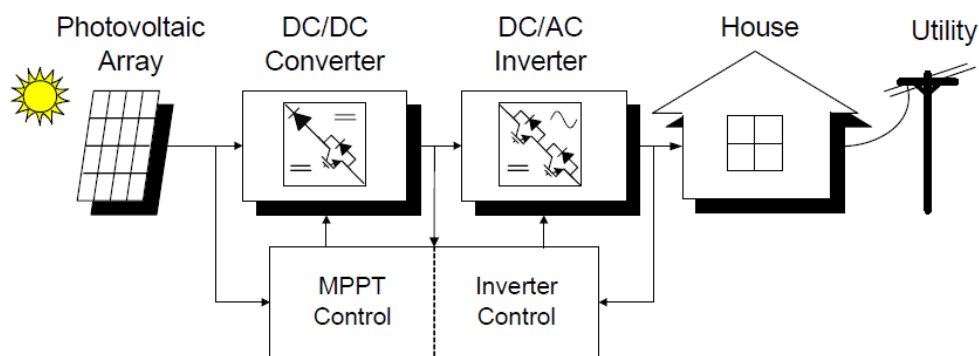 Photovoltaic
Array
DC/DC
Converter
DC/AC
Inverter
House
Utility
MPPT
Control
Inverter
Control